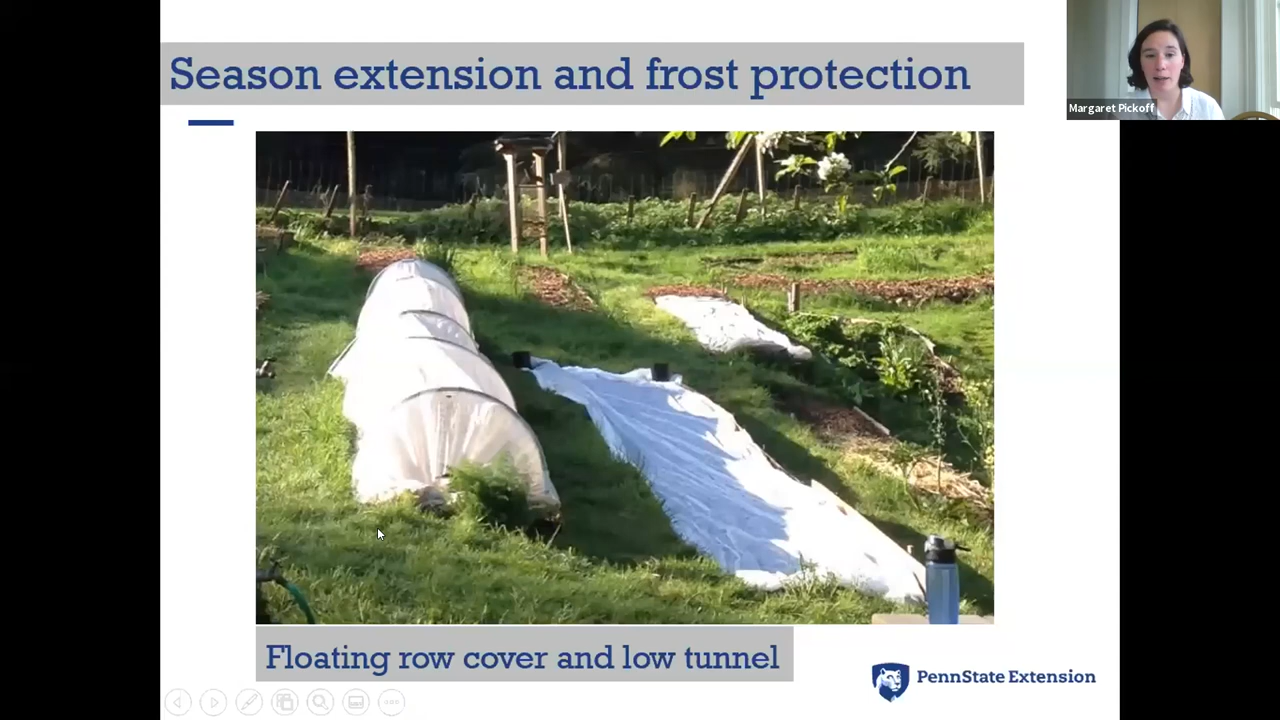 Season extension and frost protection
Margaret Pickoff
Floating row cover and low tunnel
PennState Extension